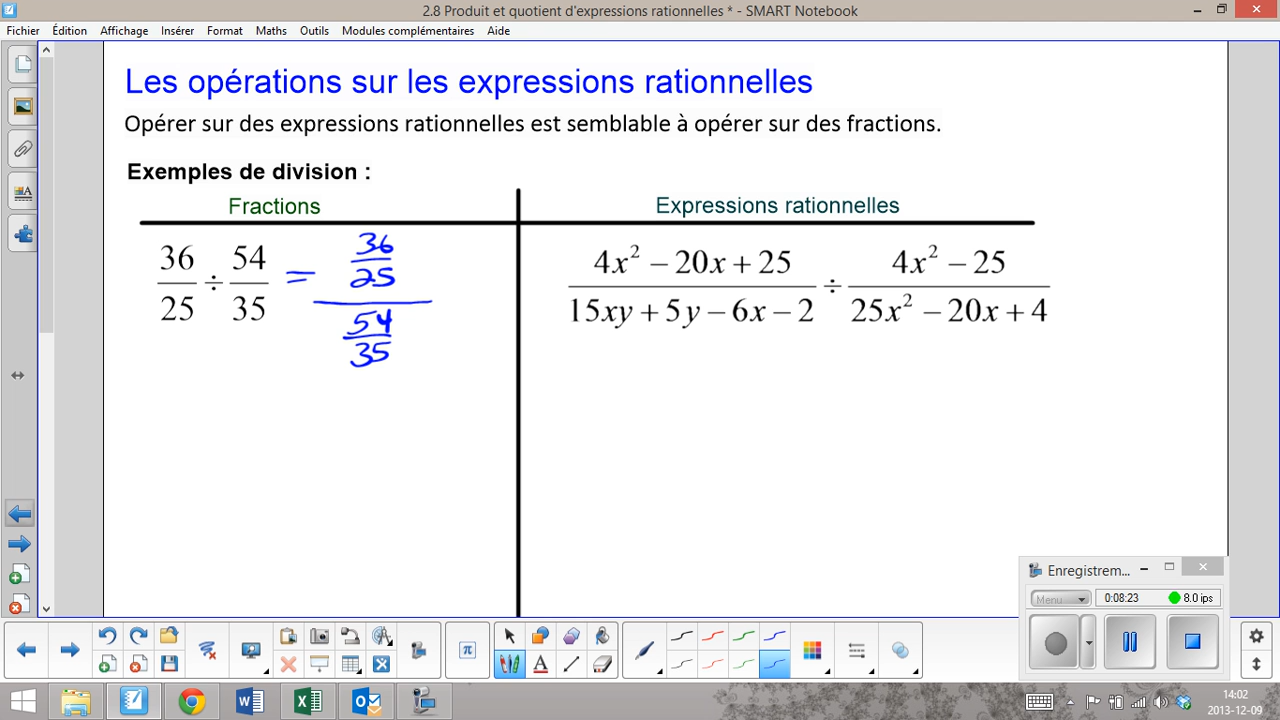 2.8 Produit et quotient d'expressions rationnelles * - SMART Notebook
Fichier Édition Affichage Insérer Format Maths Outils Modules complémentaires Aide
Les opérations sur les expressions rationnelles
Opérer sur des expressions rationnelles est semblable à opérer sur des fractions.
Exemples de division :
Fractions
Expressions rationnelles
36/25 ÷ 54/35 = (36/25)/(54/35)
(4x² − 20x + 25)/(15xy + 5y − 6x − 2) ÷ (4x² − 25)/(25x² − 20x + 4)
Enregistrem...
Menu 0:08:23 8.0 ips
14:02
2013-12-09